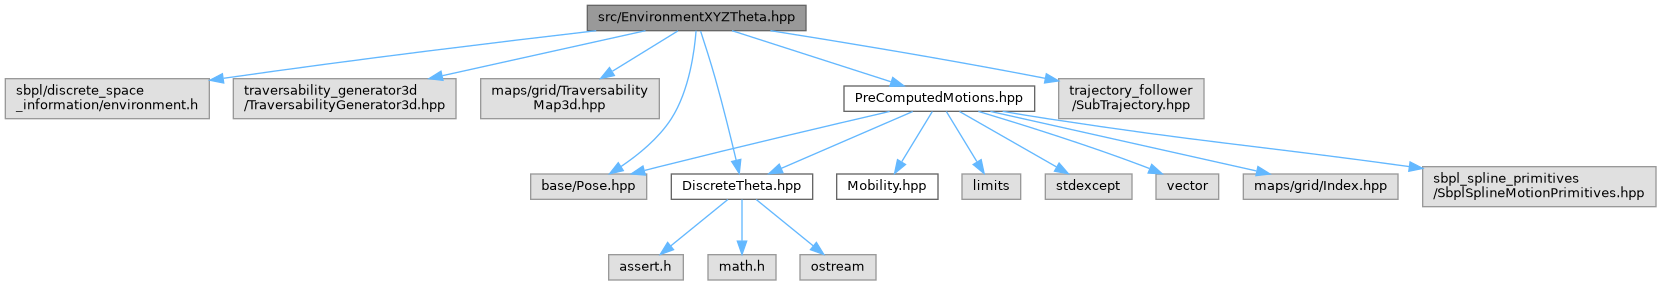 src/EnvironmentXYZTheta.hpp
sbpl/discrete_space
_information/environment.h
traversability_generator3d
/TraversabilityGenerator3d.hpp
maps/grid/Traversability
Map3d.hpp
PreComputedMotions.hpp
trajectory_follower
/SubTrajectory.hpp
base/Pose.hpp
DiscreteTheta.hpp
Mobility.hpp
limits
stdexcept
vector
maps/grid/Index.hpp
sbpl_spline_primitives
/SbplSplineMotionPrimitives.hpp
assert.h
math.h
ostream